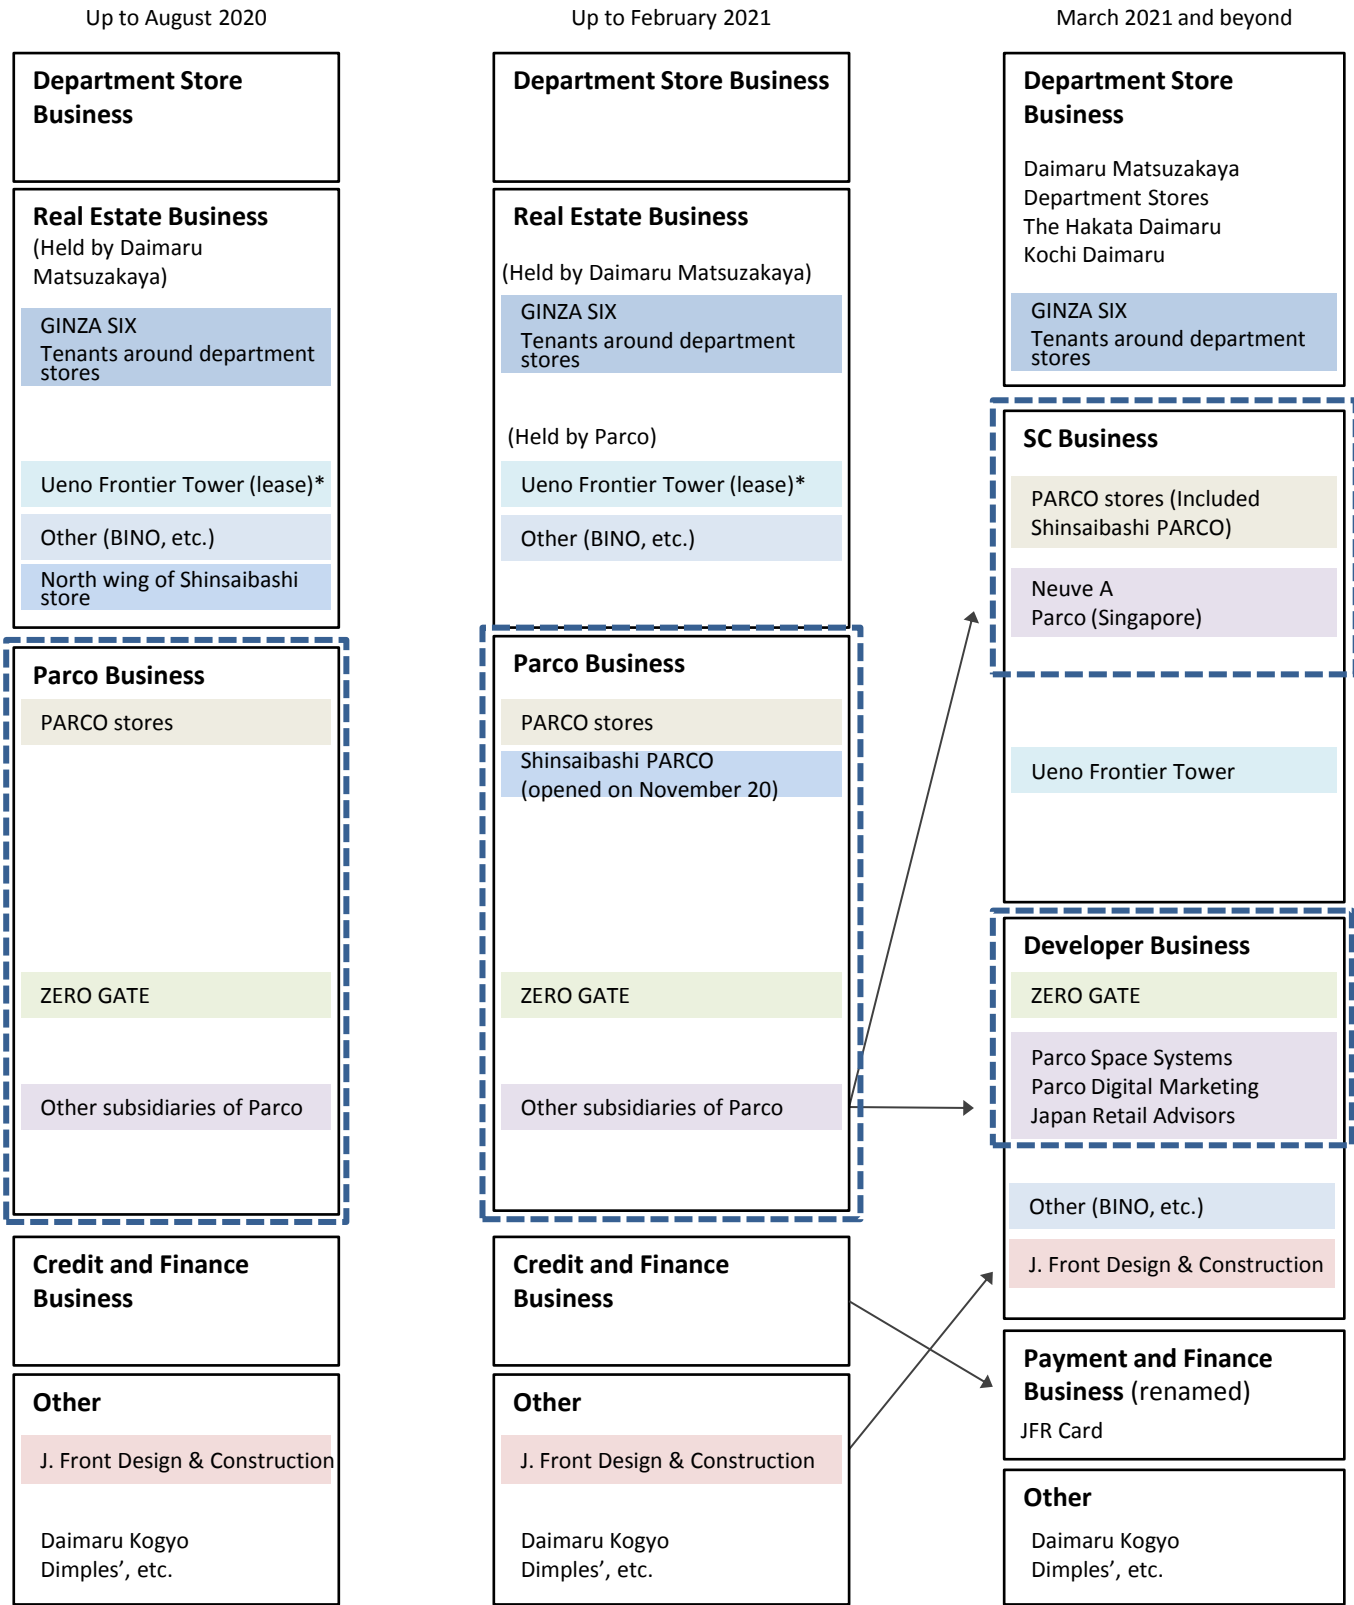 Up to August 2020
Department Store
Business
Real Estate Business
(Held by Daimaru
Matsuzakaya)
GINZA SIX
Tenants around department
stores
Ueno Frontier Tower (lease)*
Other (BINO, etc.)
North wing of Shinsaibashi
store
Parco Business
PARCO stores
ZERO GATE
Other subsidiaries of Parco
Credit and Finance
Business
Other
J. Front Design & Construction
Daimaru Kogyo
Dimples’, etc.
Up to February 2021
Department Store Business
Real Estate Business
(Held by Daimaru Matsuzakaya)
GINZA SIX
Tenants around department
stores
(Held by Parco)
Ueno Frontier Tower (lease)*
Other (BINO, etc.)
Parco Business
PARCO stores
Shinsaibashi PARCO
(opened on November 20)
ZERO GATE
Other subsidiaries of Parco
Credit and Finance
Business
Other
J. Front Design & Construction
Daimaru Kogyo
Dimples’, etc.
March 2021 and beyond
Department Store
Business
Daimaru Matsuzakaya
Department Stores
The Hakata Daimaru
Kochi Daimaru
GINZA SIX
Tenants around department
stores
SC Business
PARCO stores (Included
Shinsaibashi PARCO)
Neuve A
Parco (Singapore)
Ueno Frontier Tower
Developer Business
ZERO GATE
Parco Space Systems
Parco Digital Marketing
Japan Retail Advisors
Other (BINO, etc.)
J. Front Design & Construction
Payment and Finance
Business (renamed)
JFR Card
Other
Daimaru Kogyo
Dimples’, etc.